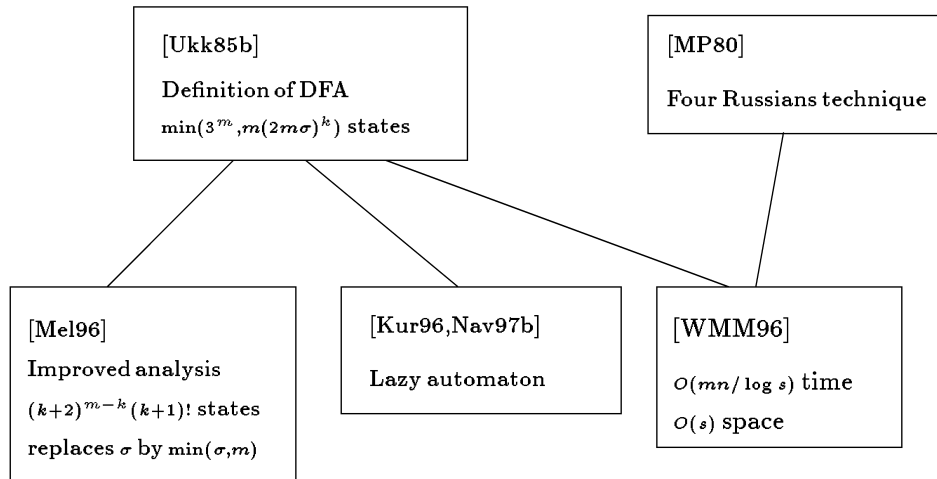 [Ukk85b]
Definition of DFA
min(3^m,m(2mσ)^k) states
[MP80]
Four Russians technique
[Mel96]
Improved analysis
(k+2)^{m−k}(k+1)! states
replaces σ by min(σ,m)
[Kur96,Nav97b]
Lazy automaton
[WMM96]
O(mn/ log s) time
O(s) space